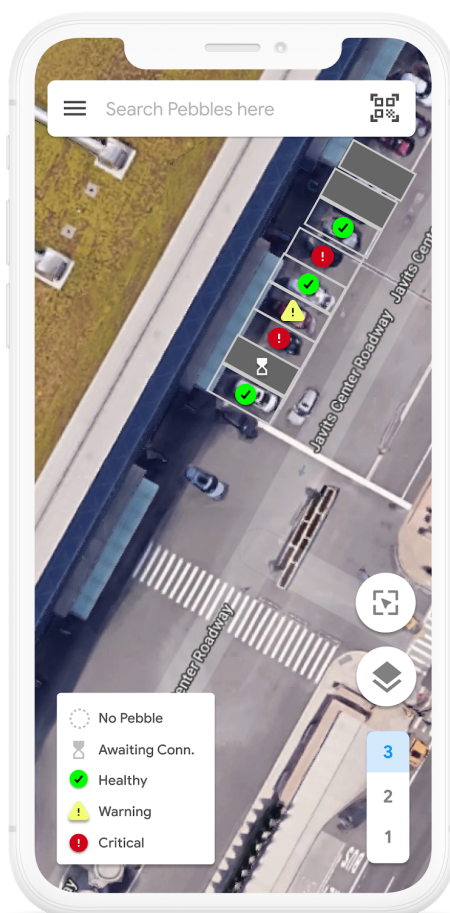 Search Pebbles here
Javits Cent
Javits Center Roadway
enter Roadway
No Pebble
Awaiting Conn.
Healthy
Warning
Critical
3
2
1